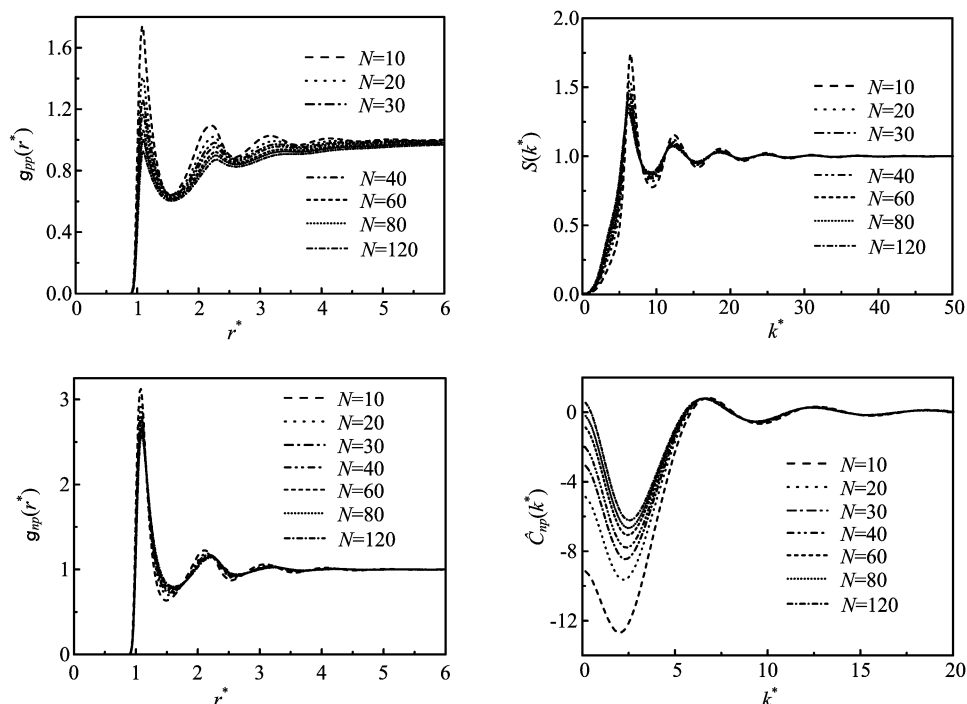 1.6
1.2
0.8
0.4
0.0
g_pp(r*)
N=10
N=20
N=30
N=40
N=60
N=80
N=120
0 1 2 3 4 5 6
r*
2.0
1.5
1.0
0.5
0.0
S(k*)
N=10
N=20
N=30
N=40
N=60
N=80
N=120
0 10 20 30 40 50
k*
3
2
1
0
g_np(r*)
N=10
N=20
N=30
N=40
N=60
N=80
N=120
0 1 2 3 4 5 6
r*
0
-4
-8
-12
Ĉ_np(k*)
N=10
N=20
N=30
N=40
N=60
N=80
N=120
0 5 10 15 20
k*